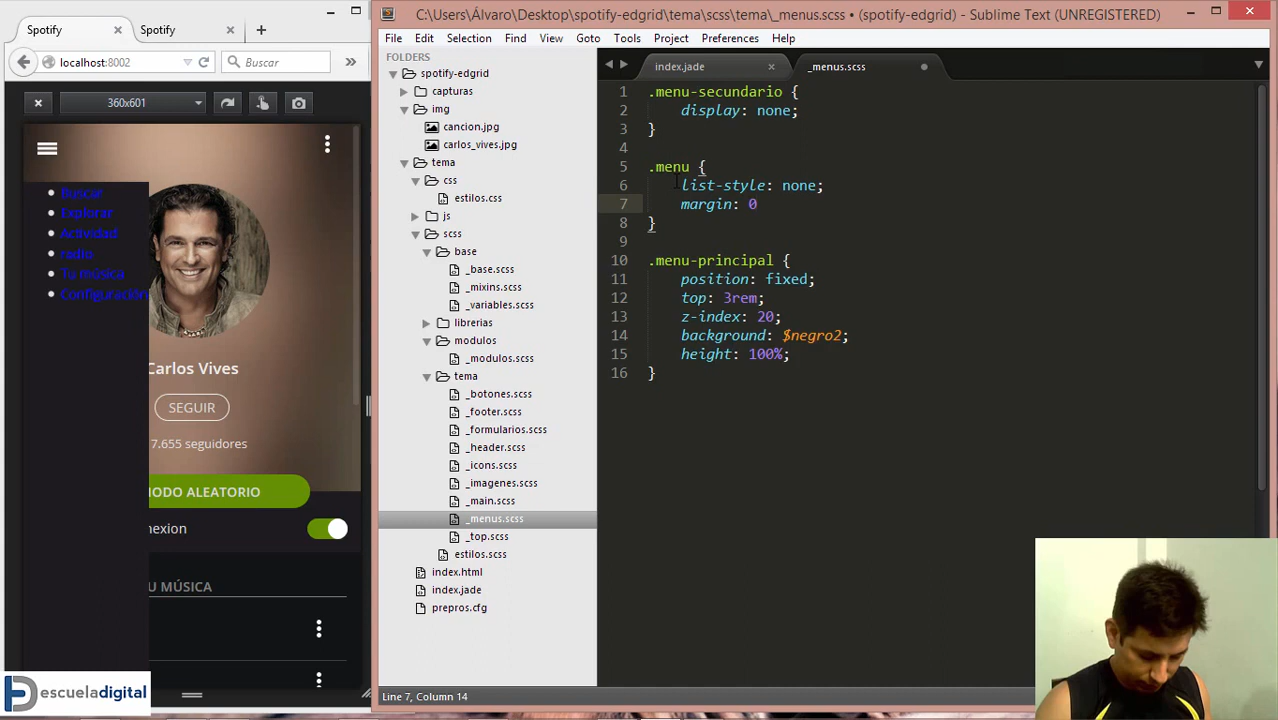 Spotify
Spotify
localhost:8002
Buscar
360x601
Buscar
Explorar
Actividad
radio
Tu música
Configuración
Carlos Vives
SEGUIR
7.655 seguidores
MODO ALEATORIO
nexion
U MÚSICA
escueladigital
C:\Users\Álvaro\Desktop\spotify-edgrid\tema\scss\tema\_menus.scss • (spotify-edgrid) - Sublime Text (UNREGISTERED)
File Edit Selection Find View Goto Tools Project Preferences Help
FOLDERS
spotify-edgrid
capturas
img
cancion.jpg
carlos_vives.jpg
tema
css
estilos.css
js
scss
base
_base.scss
_mixins.scss
_variables.scss
librerias
modulos
_modulos.scss
tema
_botones.scss
_footer.scss
_formularios.scss
_header.scss
_icons.scss
_imagenes.scss
_main.scss
_menus.scss
_top.scss
estilos.scss
index.html
index.jade
prepros.cfg
index.jade
_menus.scss
1 .menu-secundario {
2 display: none;
3 }
4
5 .menu {
6 list-style: none;
7 margin: 0
8 }
9
10 .menu-principal {
11 position: fixed;
12 top: 3rem;
13 z-index: 20;
14 background: $negro2;
15 height: 100%;
16 }
Line 7, Column 14